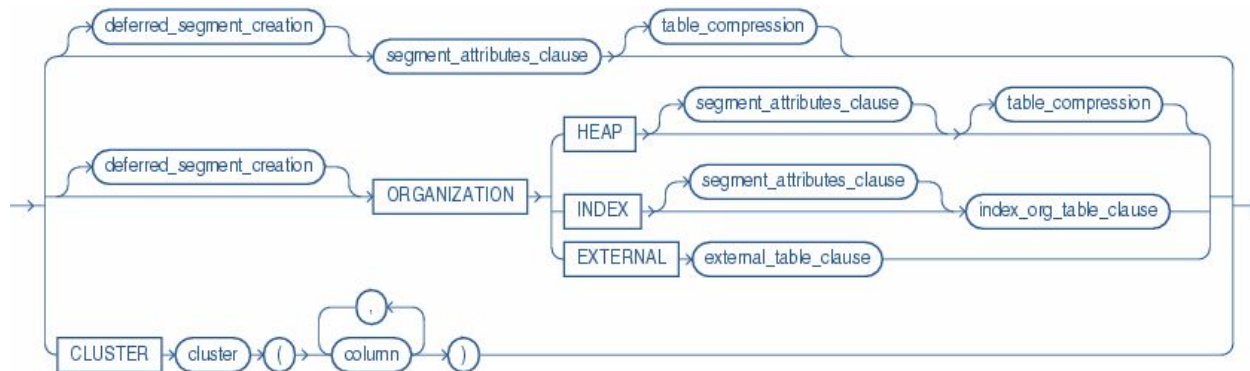 deferred_segment_creation segment_attributes_clause table_compression
HEAP segment_attributes_clause table_compression
deferred_segment_creation ORGANIZATION
INDEX segment_attributes_clause index_org_table_clause
EXTERNAL external_table_clause
,
CLUSTER cluster ( column )